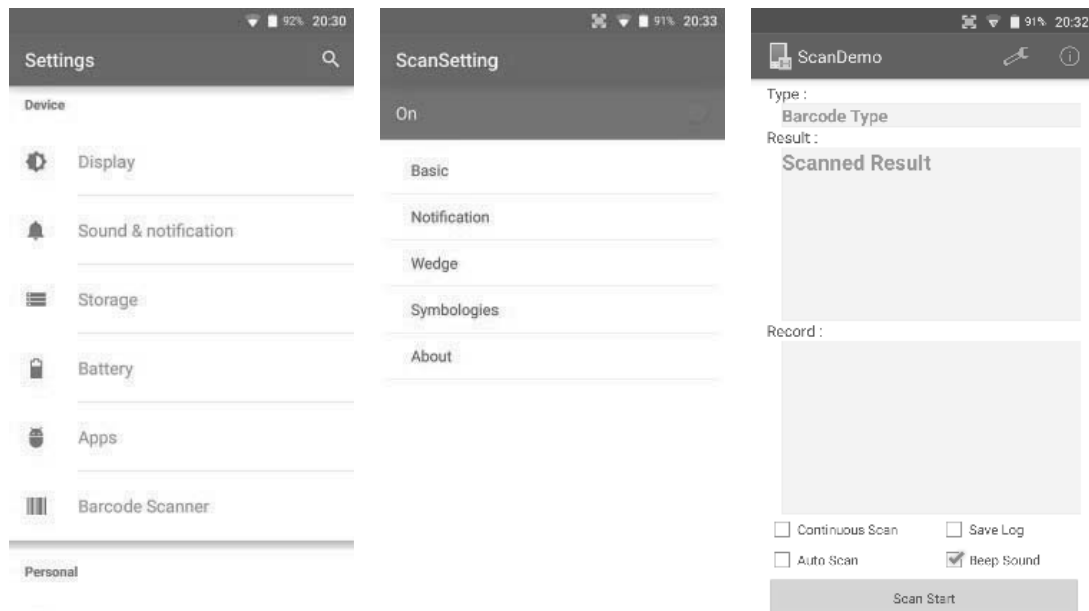 92% 20:30
Settings
Device
Display
Sound & notification
Storage
Battery
Apps
Barcode Scanner
Personal
91% 20:33
ScanSetting
On
Basic
Notification
Wedge
Symbologies
About
91% 20:32
ScanDemo
Type :
Barcode Type
Result :
Scanned Result
Record :
Continuous Scan Save Log
Auto Scan Beep Sound
Scan Start